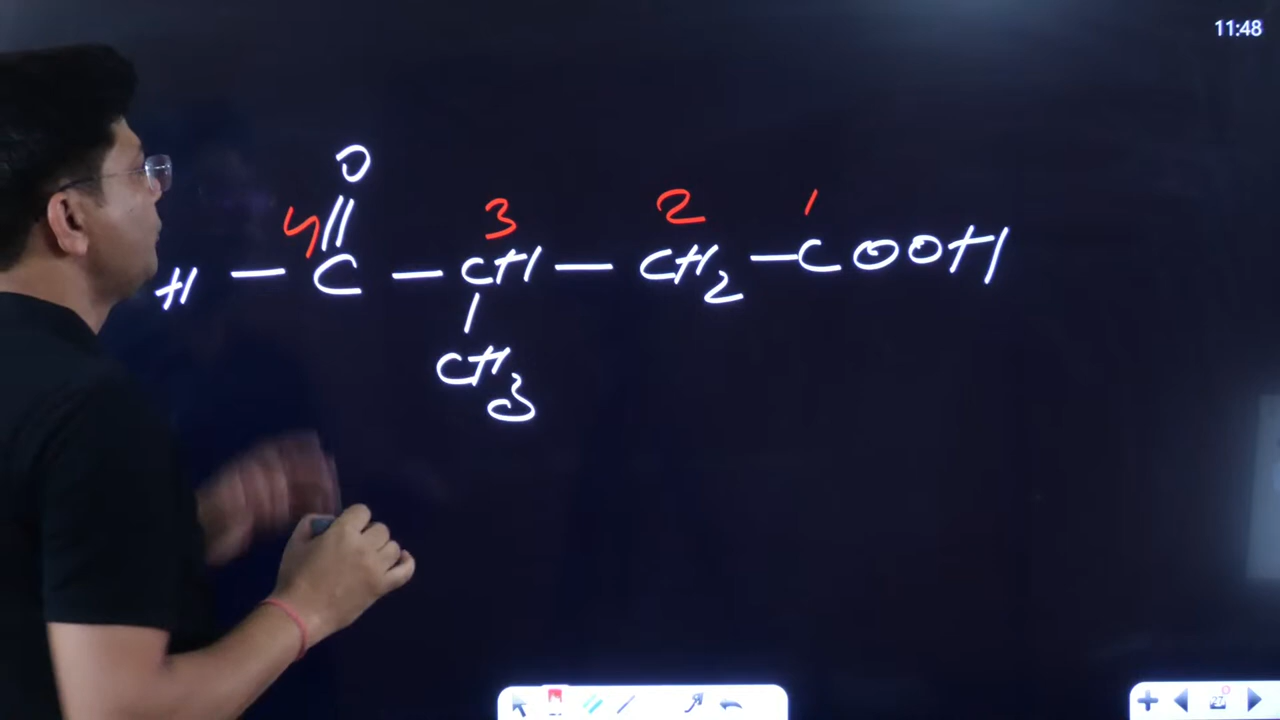 11:48
O
4 || 3 2 1
H — C — CH — CH2 — COOH
|
CH3